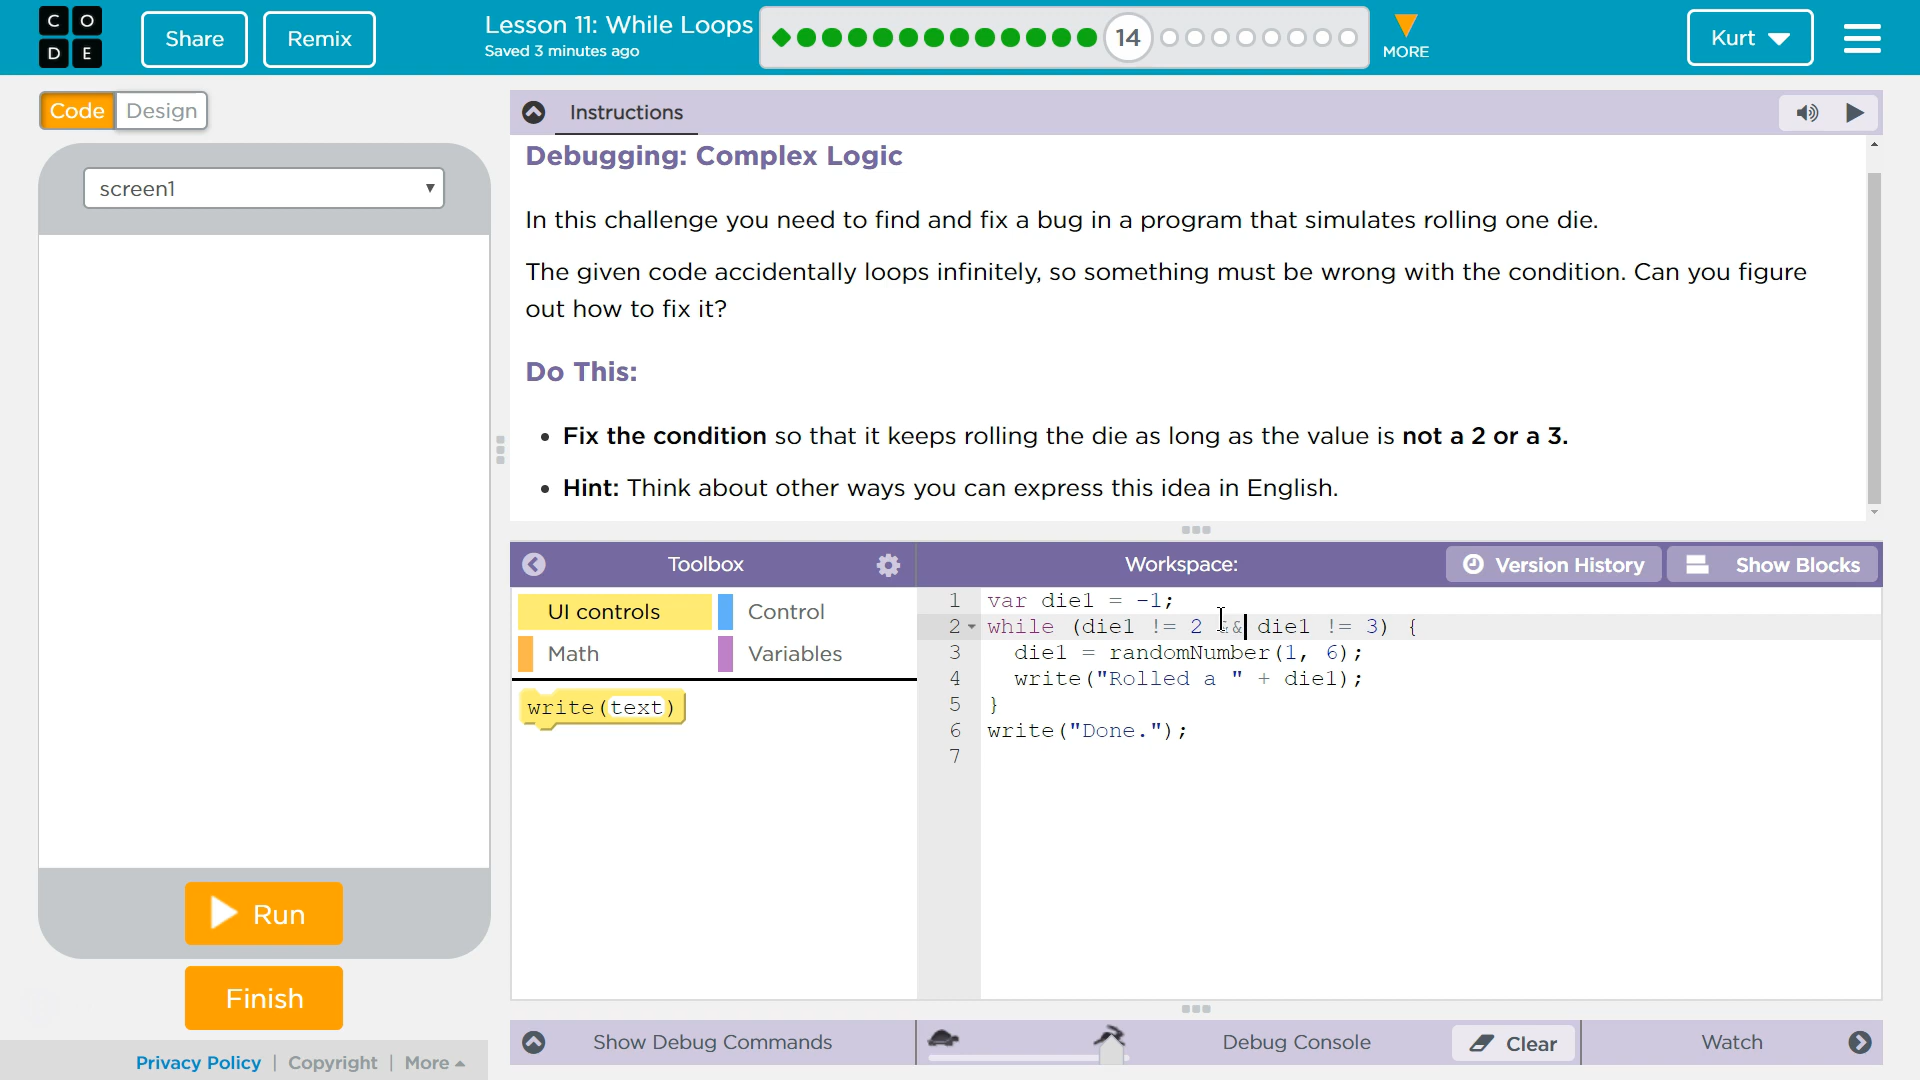 C O
D E
Share
Remix
Lesson 11: While Loops
Saved 3 minutes ago
14
MORE
Kurt
Code
Design
Instructions
screen1
Debugging: Complex Logic
In this challenge you need to find and fix a bug in a program that simulates rolling one die.
The given code accidentally loops infinitely, so something must be wrong with the condition. Can you figure
out how to fix it?
Do This:
• Fix the condition so that it keeps rolling the die as long as the value is not a 2 or a 3.
• Hint: Think about other ways you can express this idea in English.
Toolbox
Workspace:
Version History
Show Blocks
UI controls
Control
Math
Variables
write(text)
1 var die1 = -1;
2 while (die1 != 2 && die1 != 3) {
3 die1 = randomNumber(1, 6);
4 write("Rolled a " + die1);
5 }
6 write("Done.");
7
Run
Finish
Privacy Policy | Copyright | More
Show Debug Commands
Debug Console
Clear
Watch